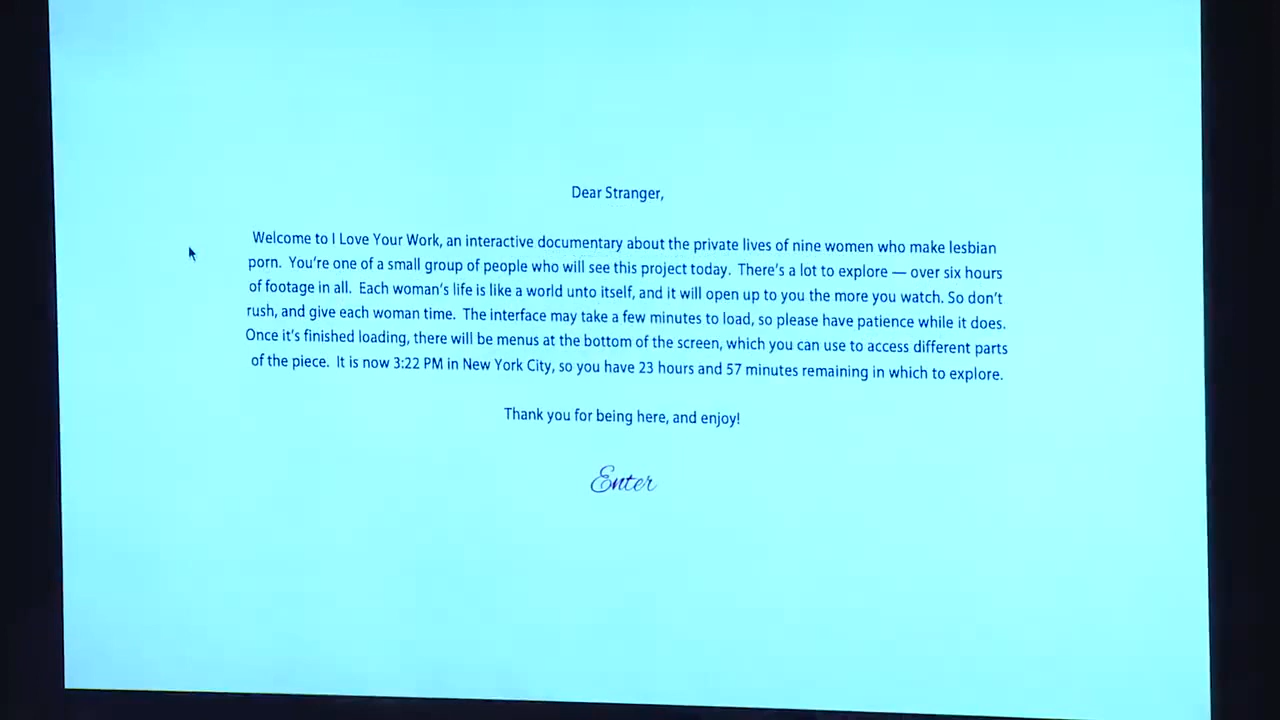 Dear Stranger,
Welcome to I Love Your Work, an interactive documentary about the private lives of nine women who make lesbian
porn. You're one of a small group of people who will see this project today. There's a lot to explore — over six hours
of footage in all. Each woman's life is like a world unto itself, and it will open up to you the more you watch. So don't
rush, and give each woman time. The interface may take a few minutes to load, so please have patience while it does.
Once it's finished loading, there will be menus at the bottom of the screen, which you can use to access different parts
of the piece. It is now 3:22 PM in New York City, so you have 23 hours and 57 minutes remaining in which to explore.
Thank you for being here, and enjoy!
Enter